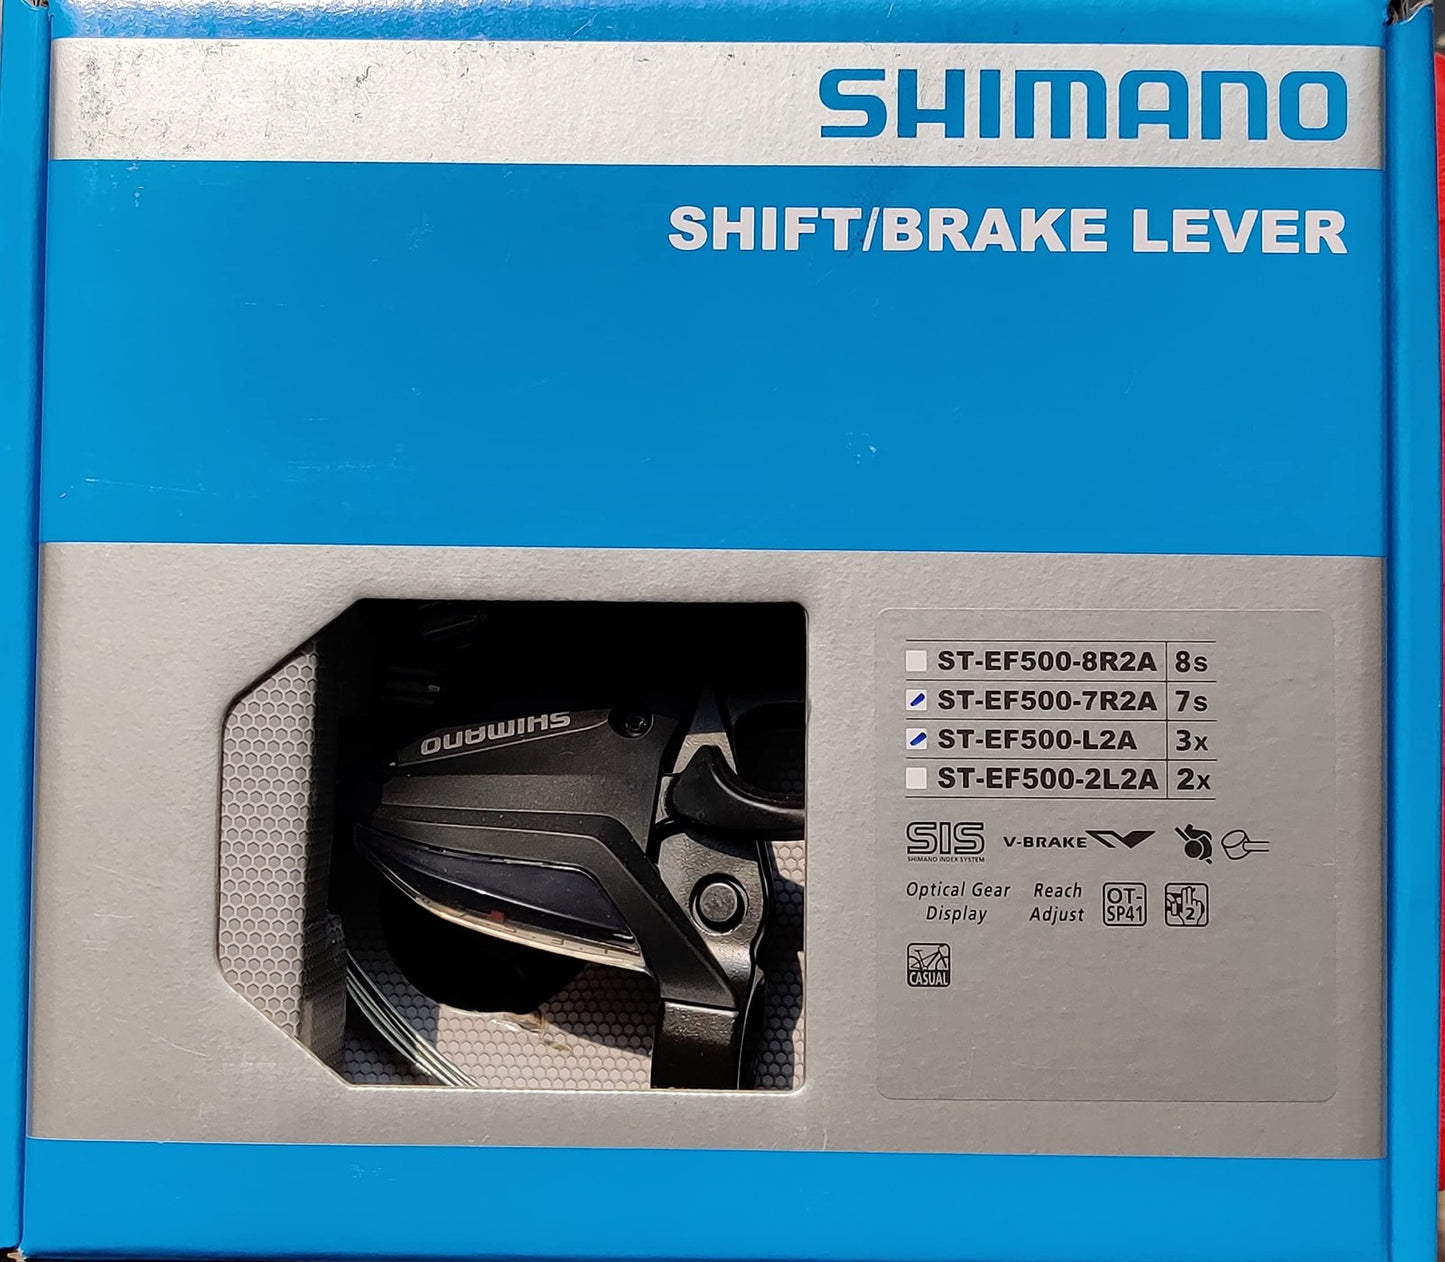 SHIMANO
SHIFT/BRAKE LEVER
SHIMANO
ST-EF500-8R2A 8s
ST-EF500-7R2A 7s
ST-EF500-L2A 3x
ST-EF500-2L2A 2x
SIS
SHIMANO INDEX SYSTEM
V-BRAKE
Optical Gear
Display
Reach
Adjust
OT-
SP41
2
CASUAL